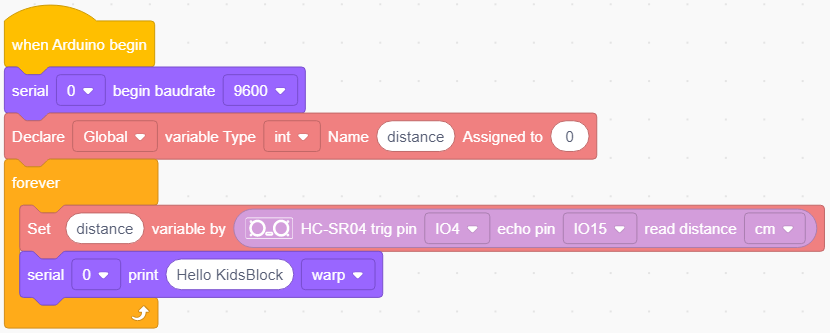 when Arduino begin
serial 0 begin baudrate 9600
Declare Global variable Type int Name distance Assigned to 0
forever
Set distance variable by HC-SR04 trig pin IO4 echo pin IO15 read distance cm
serial 0 print Hello KidsBlock warp